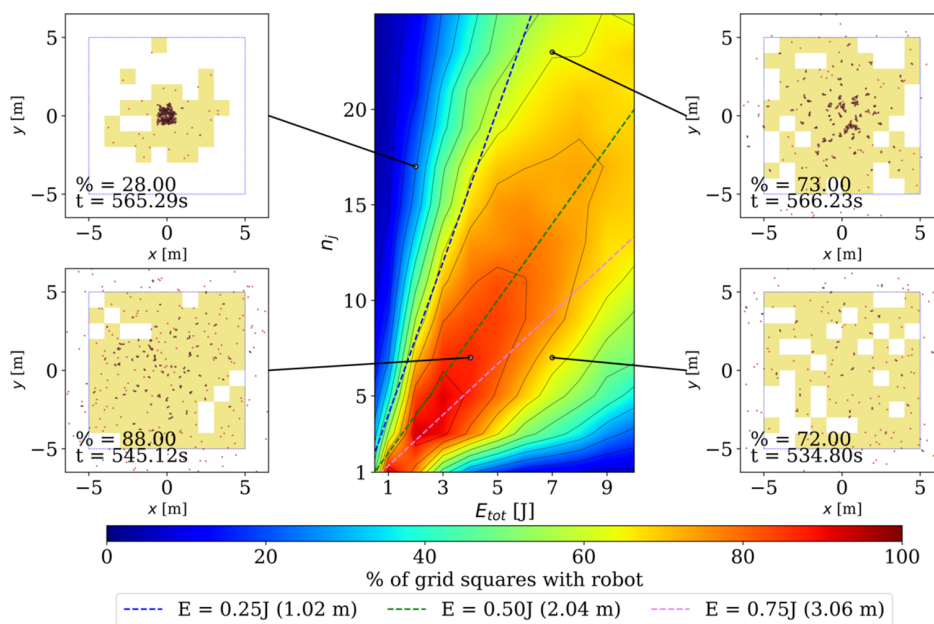 5
0
−5
y [m]
% = 28.00
t = 565.29s
−5 0 5
x [m]
5
0
−5
y [m]
% = 88.00
t = 545.12s
−5 0 5
x [m]
20
15
10
5
1
n_j
1 3 5 7 9
E_tot [J]
5
0
−5
y [m]
% = 73.00
t = 566.23s
−5 0 5
x [m]
5
0
−5
y [m]
% = 72.00
t = 534.80s
−5 0 5
x [m]
0 20 40 60 80 100
% of grid squares with robot
E = 0.25J (1.02 m) E = 0.50J (2.04 m) E = 0.75J (3.06 m)